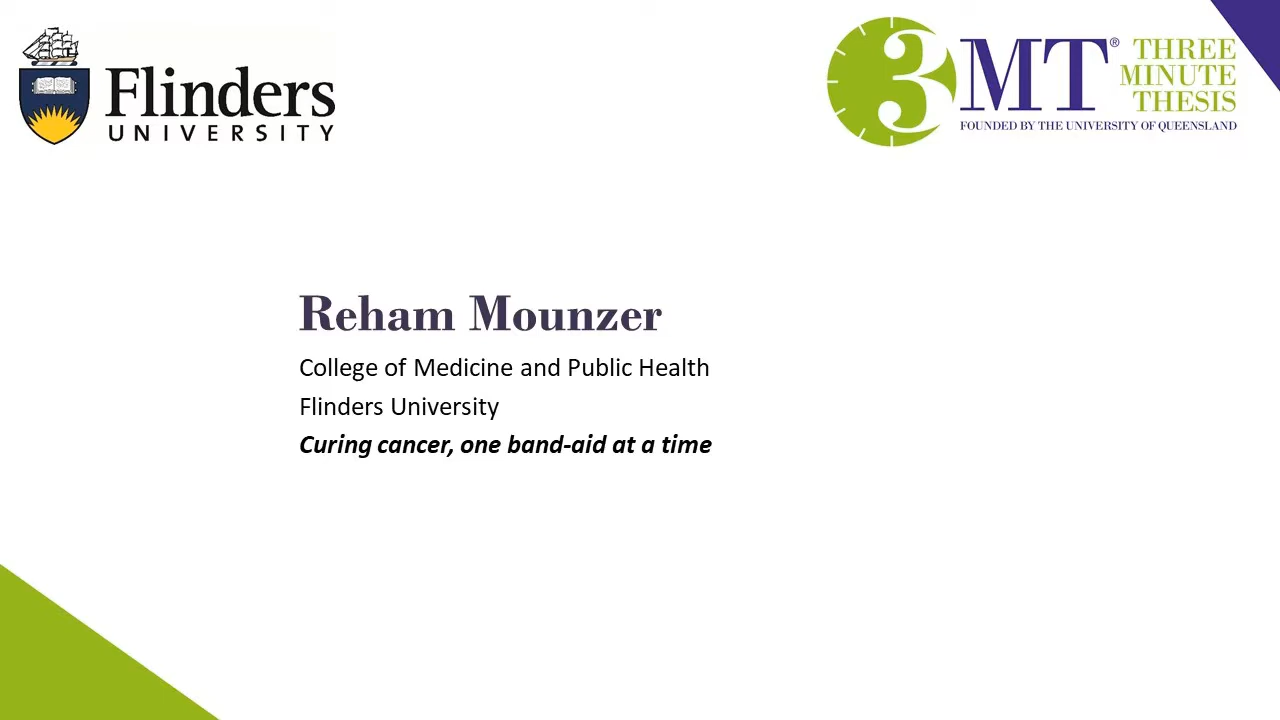 Flinders
UNIVERSITY
3MT® THREE
MINUTE
THESIS
FOUNDED BY THE UNIVERSITY OF QUEENSLAND
Reham Mounzer
College of Medicine and Public Health
Flinders University
Curing cancer, one band-aid at a time